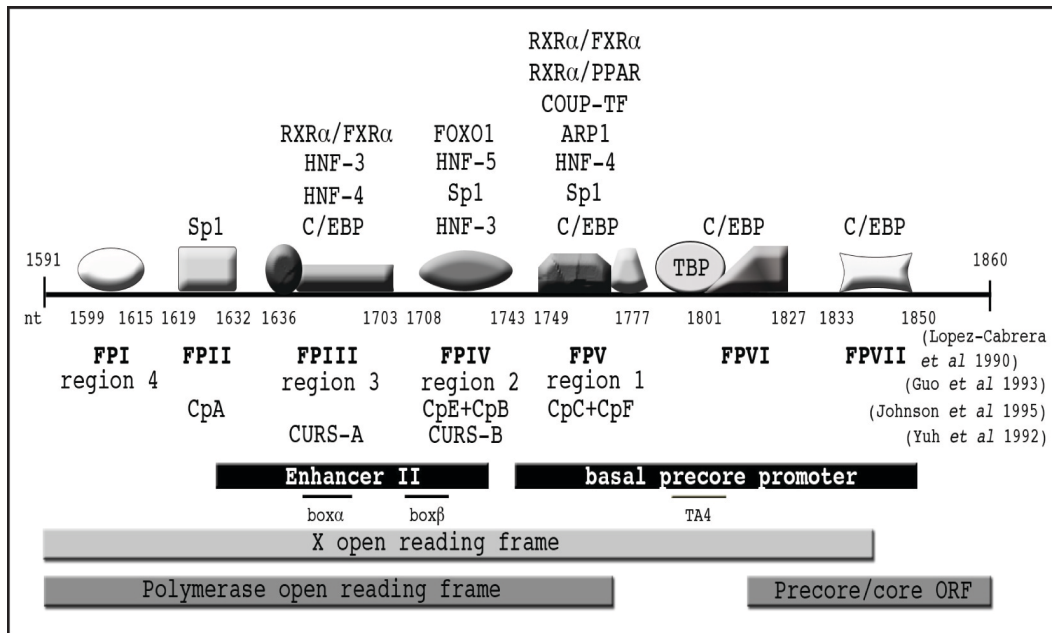 RXRα/FXRα
RXRα/PPAR
COUP-TF
RXRα/FXRα FOXO1 ARP1
HNF-3 HNF-5 HNF-4
HNF-4 Sp1 Sp1
Sp1 C/EBP HNF-3 C/EBP C/EBP C/EBP
1591 TBP 1860
nt 1599 1615 1619 1632 1636 1703 1708 1743 1749 1777 1801 1827 1833 1850
FPI FPII FPIII FPIV FPV FPVI FPVII (Lopez-Cabrera
et al 1990)
region 4 region 3 region 2 region 1 (Guo et al 1993)
CpA CpE+CpB CpC+CpF (Johnson et al 1995)
CURS-A CURS-B (Yuh et al 1992)
Enhancer II basal precore promoter
boxα boxβ TA4
X open reading frame
Polymerase open reading frame Precore/core ORF